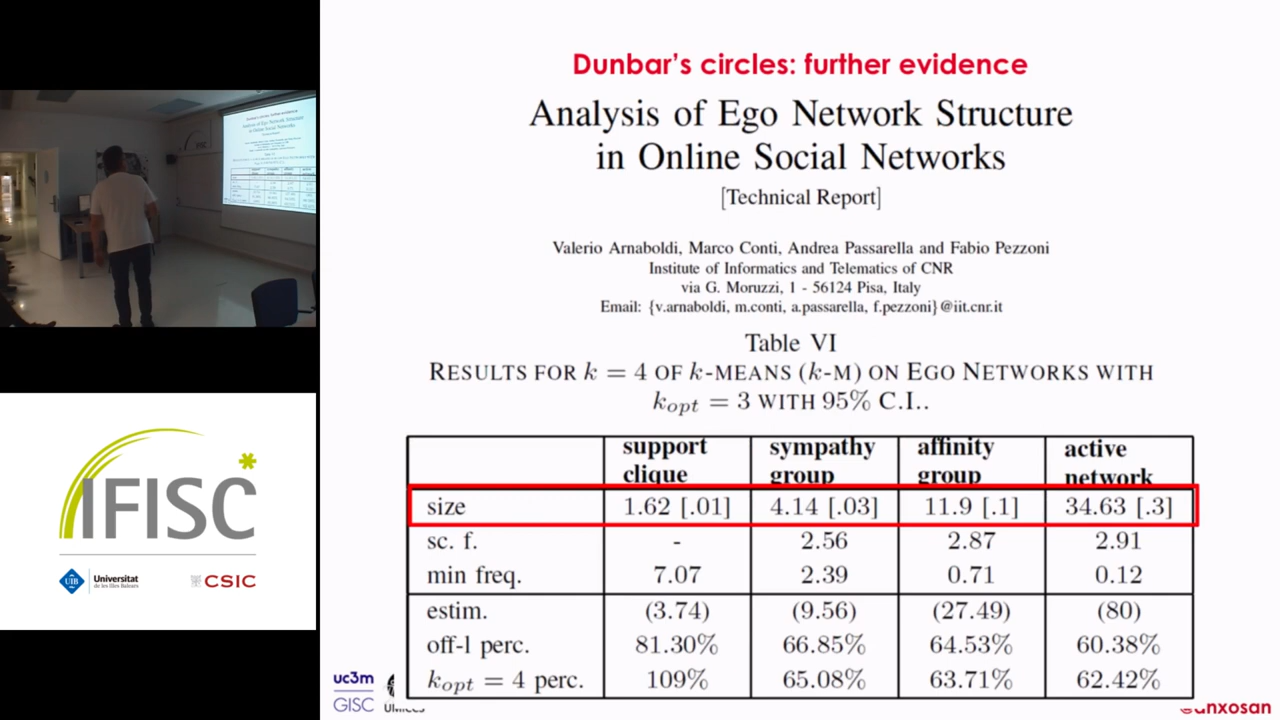 Dunbar's circles: further evidence
Analysis of Ego Network Structure
in Online Social Networks
[Technical Report]
Valerio Arnaboldi, Marco Conti, Andrea Passarella and Fabio Pezzoni
Institute of Informatics and Telematics of CNR
via G. Moruzzi, 1 - 56124 Pisa, Italy
Email: {v.arnaboldi, m.conti, a.passarella, f.pezzoni}@iit.cnr.it
Table VI
RESULTS FOR k = 4 OF k-MEANS (k-M) ON EGO NETWORKS WITH
kopt = 3 WITH 95% C.I..
support clique sympathy group affinity group active network
size 1.62 [.01] 4.14 [.03] 11.9 [.1] 34.63 [.3]
sc. f. - 2.56 2.87 2.91
min freq. 7.07 2.39 0.71 0.12
estim. (3.74) (9.56) (27.49) (80)
off-l perc. 81.30% 66.85% 64.53% 60.38%
kopt = 4 perc. 109% 65.08% 63.71% 62.42%
IFISC
UIB Universitat de les Illes Balears
CSIC
uc3m
GISC
@anxosan